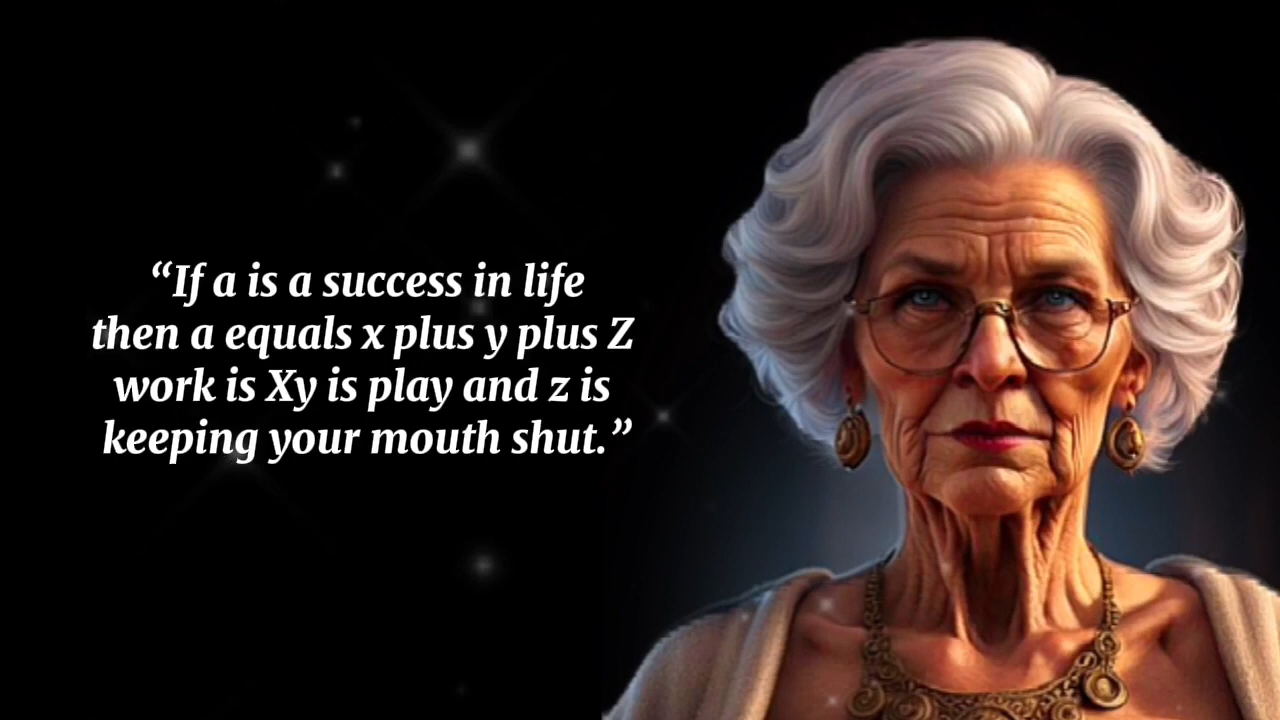 “If a is a success in life
then a equals x plus y plus Z
work is Xy is play and z is
keeping your mouth shut.”